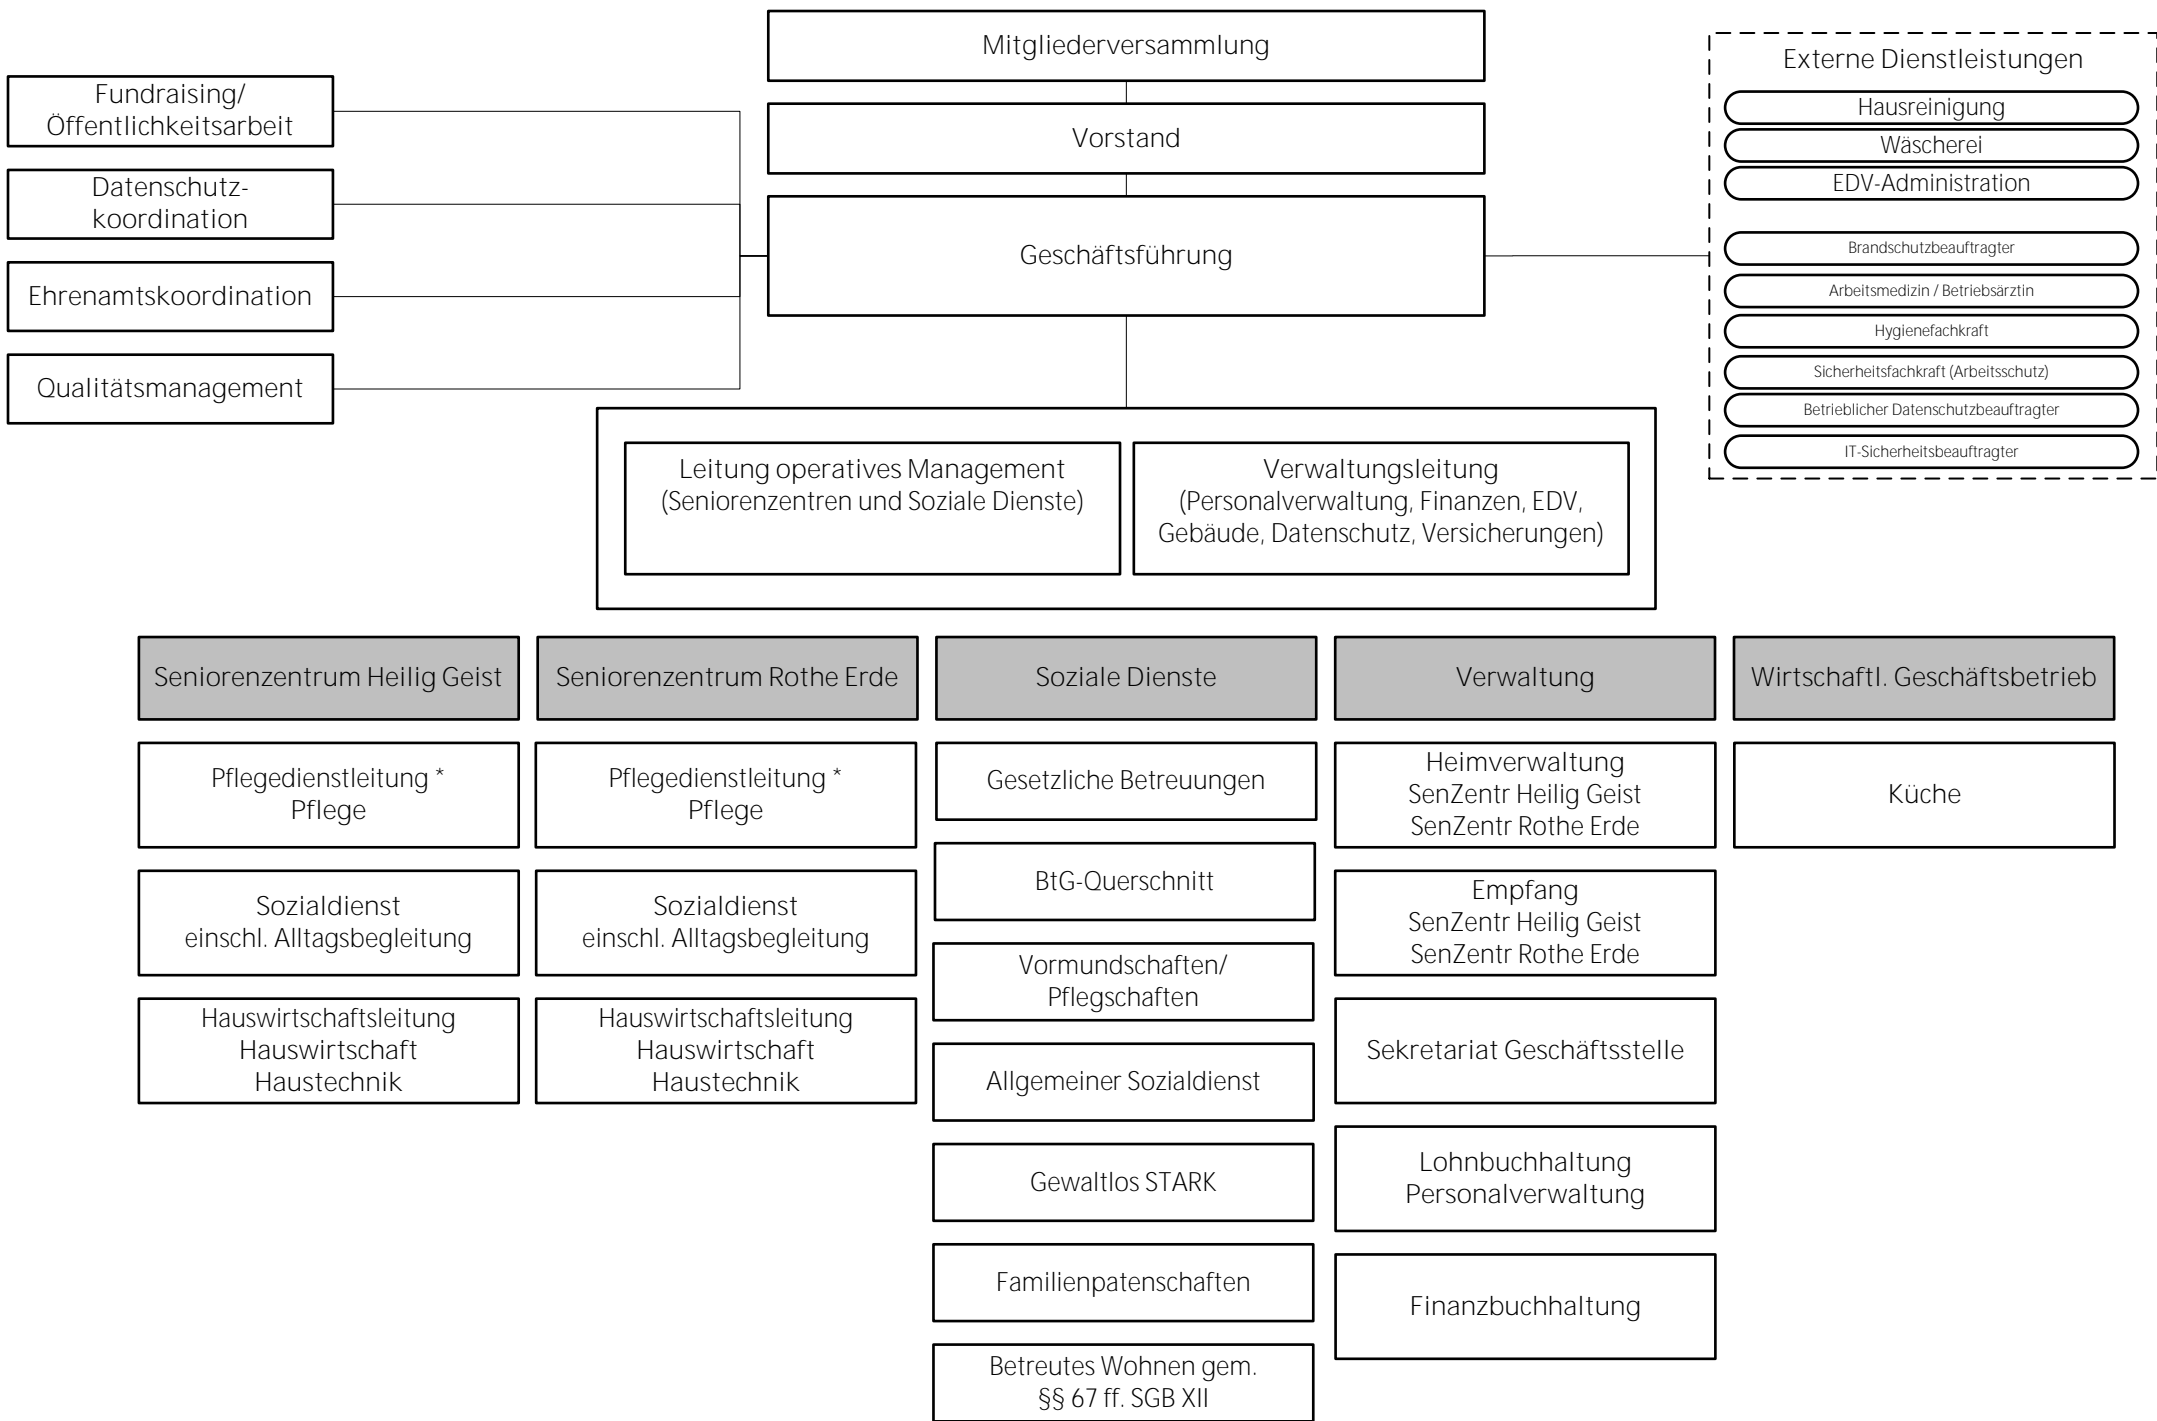 Mitgliederversammlung
Vorstand
Geschäftsführung
Fundraising/
Öffentlichkeitsarbeit
Datenschutz-
koordination
Ehrenamtskoordination
Qualitätsmanagement
Externe Dienstleistungen
Hausreinigung
Wäscherei
EDV-Administration
Brandschutzbeauftragter
Arbeitsmedizin / Betriebsärztin
Hygienefachkraft
Sicherheitsfachkraft (Arbeitsschutz)
Betrieblicher Datenschutzbeauftragter
IT-Sicherheitsbeauftragter
Leitung operatives Management
(Seniorenzentren und Soziale Dienste)
Verwaltungsleitung
(Personalverwaltung, Finanzen, EDV,
Gebäude, Datenschutz, Versicherungen)
Seniorenzentrum Heilig Geist
Pflegedienstleitung *
Pflege
Sozialdienst
einschl. Alltagsbegleitung
Hauswirtschaftsleitung
Hauswirtschaft
Haustechnik
Seniorenzentrum Rothe Erde
Pflegedienstleitung *
Pflege
Sozialdienst
einschl. Alltagsbegleitung
Hauswirtschaftsleitung
Hauswirtschaft
Haustechnik
Soziale Dienste
Gesetzliche Betreuungen
BtG-Querschnitt
Vormundschaften/
Pflegschaften
Allgemeiner Sozialdienst
Gewaltlos STARK
Familienpatenschaften
Betreutes Wohnen gem.
§§ 67 ff. SGB XII
Verwaltung
Heimverwaltung
SenZentr Heilig Geist
SenZentr Rothe Erde
Empfang
SenZentr Heilig Geist
SenZentr Rothe Erde
Sekretariat Geschäftsstelle
Lohnbuchhaltung
Personalverwaltung
Finanzbuchhaltung
Wirtschaftl. Geschäftsbetrieb
Küche